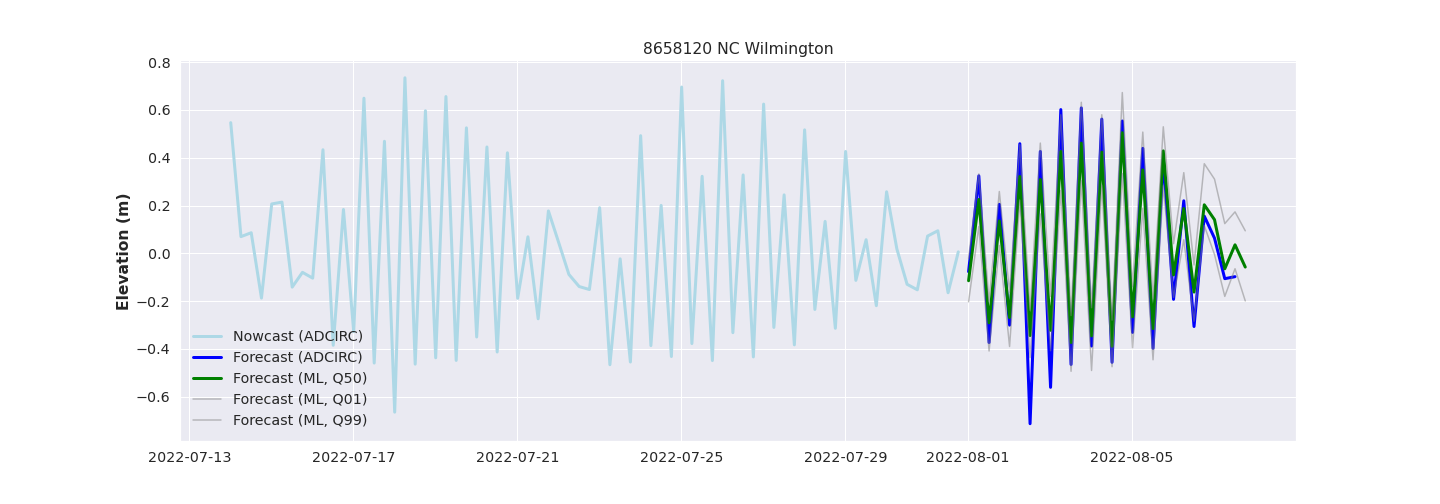 8658120 NC Wilmington
Elevation (m)
0.8
0.6
0.4
0.2
0.0
−0.2
−0.4
−0.6
Nowcast (ADCIRC)
Forecast (ADCIRC)
Forecast (ML, Q50)
Forecast (ML, Q01)
Forecast (ML, Q99)
2022-07-13 2022-07-17 2022-07-21 2022-07-25 2022-07-29 2022-08-01 2022-08-05